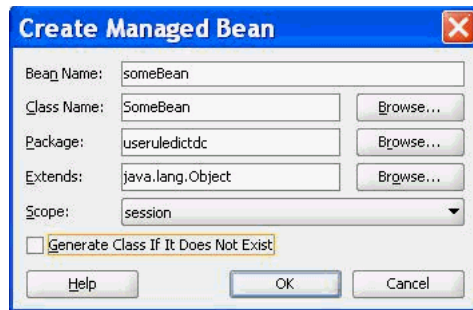 Create Managed Bean
Bean Name: someBean
Class Name: SomeBean Browse...
Package: useruledictdc Browse...
Extends: java.lang.Object Browse...
Scope: session
Generate Class If It Does Not Exist
Help OK Cancel